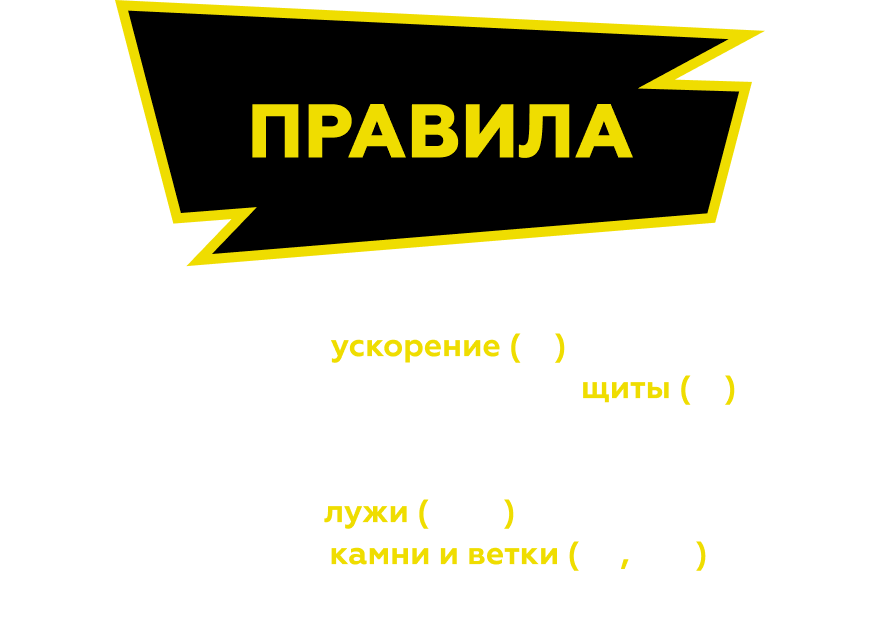 ПРАВИЛА
ускорение ( )
щиты ( )
лужи ( )
камни и ветки ( , )